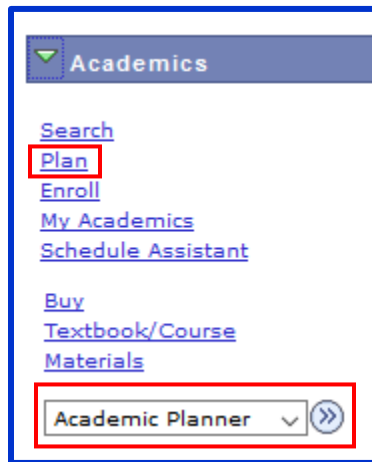 Academics
Search
Plan
Enroll
My Academics
Schedule Assistant
Buy
Textbook/Course
Materials
Academic Planner